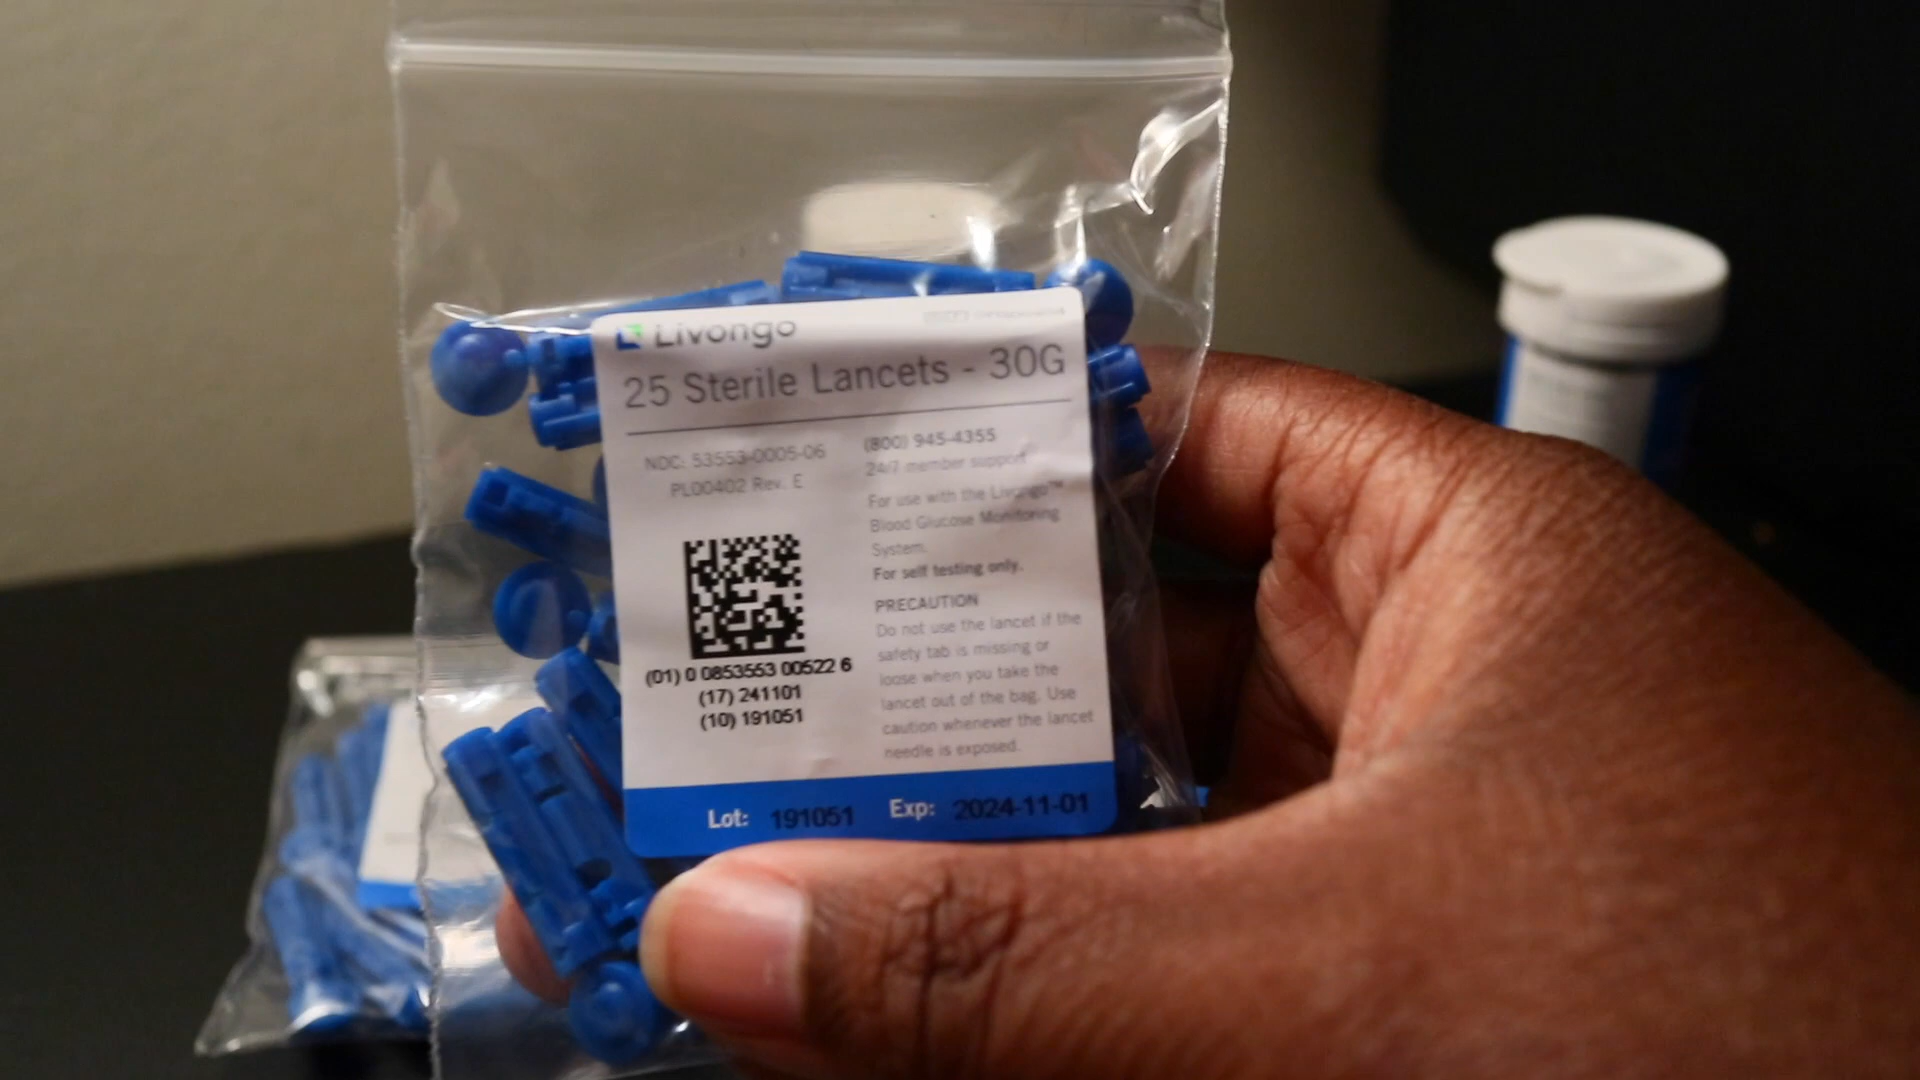 Livongo
25 Sterile Lancets - 30G
NDC: 53553-0005-06
PL00402 Rev. E
(01) 0 0853553 00522 6
(17) 241101
(10) 191051
(800) 945-4355
24/7 member support
For use with the Livongo™
Blood Glucose Monitoring
System.
For self testing only.
PRECAUTION
Do not use the lancet if the
safety tab is missing or
loose when you take the
lancet out of the bag. Use
caution whenever the lancet
needle is exposed.
Lot: 191051 Exp: 2024-11-01